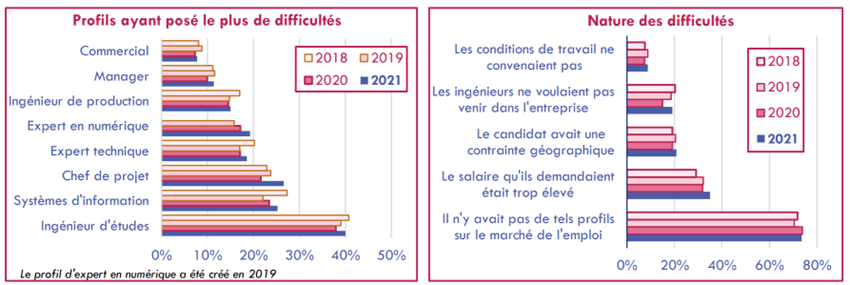 Profils ayant posé le plus de difficultés
Commercial
Manager
Ingénieur de production
Expert en numérique
Expert technique
Chef de projet
Systèmes d'information
Ingénieur d'études
2018 2019
2020 2021
0% 10% 20% 30% 40% 50%
Le profil d'expert en numérique a été créé en 2019
Nature des difficultés
Les conditions de travail ne
convenaient pas
Les ingénieurs ne voulaient pas
venir dans l'entreprise
Le candidat avait une
contrainte géographique
Le salaire qu'ils demandaient
était trop élevé
Il n'y avait pas de tels profils
sur le marché de l'emploi
2018
2019
2020
2021
0% 20% 40% 60% 80%